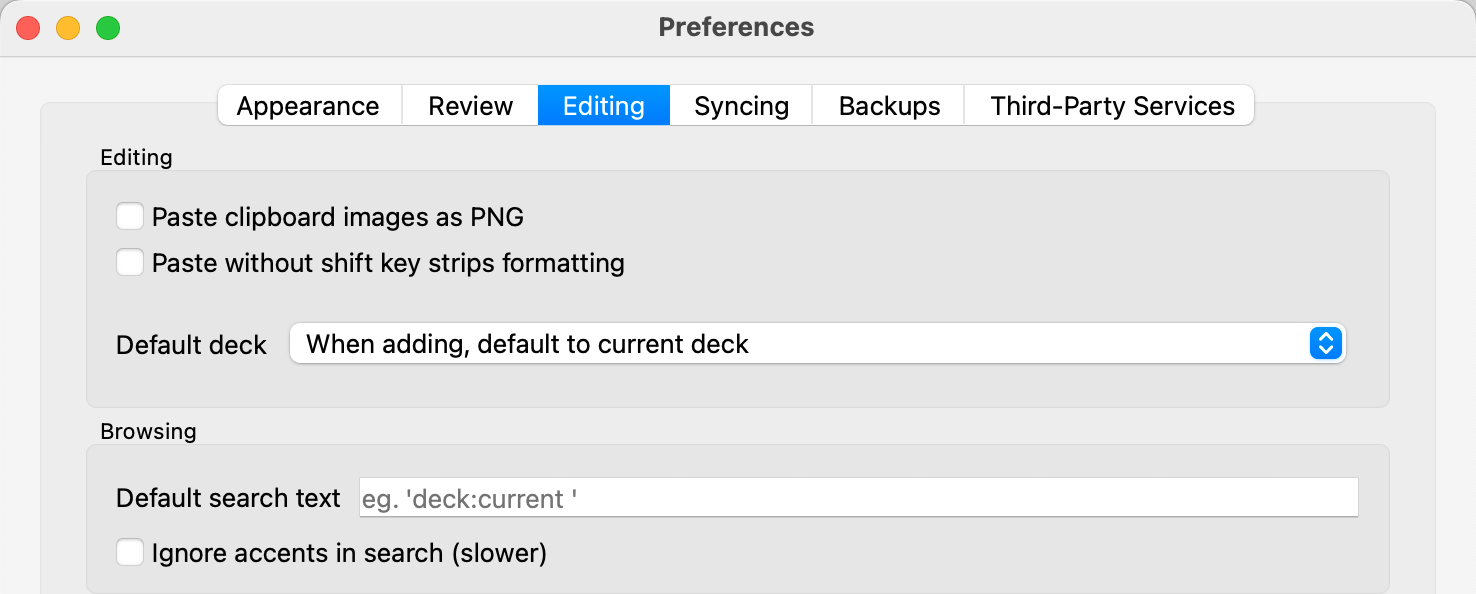 Preferences
Appearance Review Editing Syncing Backups Third-Party Services
Editing
Paste clipboard images as PNG
Paste without shift key strips formatting
Default deck When adding, default to current deck
Browsing
Default search text eg. 'deck:current '
Ignore accents in search (slower)